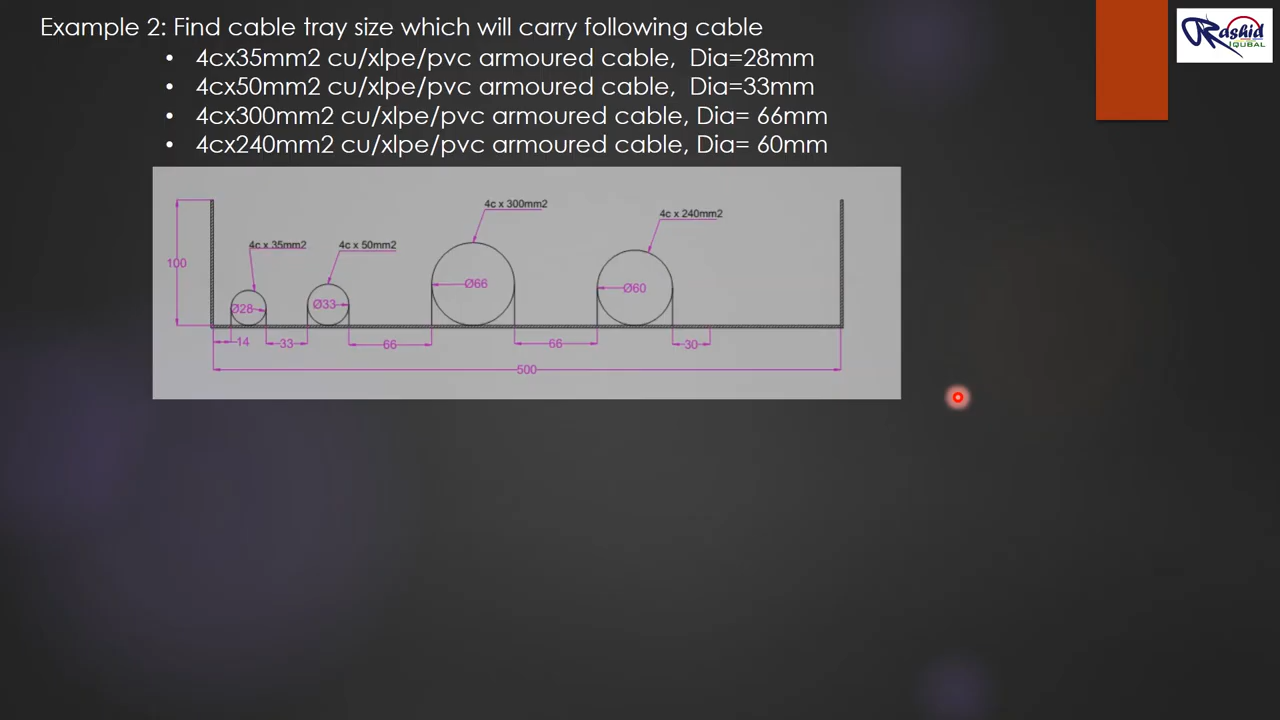 Example 2: Find cable tray size which will carry following cable
• 4cx35mm2 cu/xlpe/pvc armoured cable, Dia=28mm
• 4cx50mm2 cu/xlpe/pvc armoured cable, Dia=33mm
• 4cx300mm2 cu/xlpe/pvc armoured cable, Dia= 66mm
• 4cx240mm2 cu/xlpe/pvc armoured cable, Dia= 60mm
Rashid
IQUBAL
4c x 300mm2
4c x 240mm2
4c x 35mm2
4c x 50mm2
100
Ø28
Ø33
Ø66
Ø60
14
33
66
66
30
500